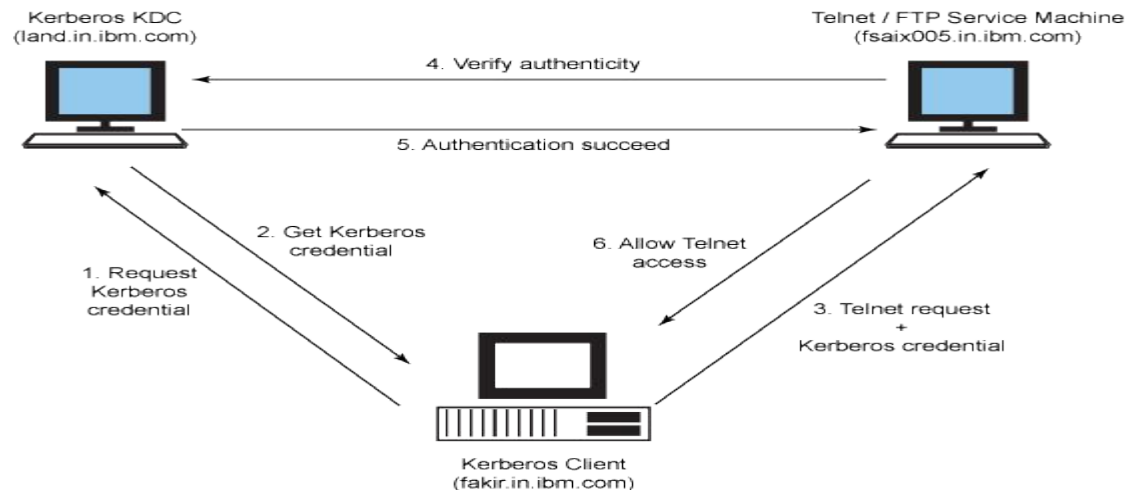 Kerberos KDC
(land.in.ibm.com)
Telnet / FTP Service Machine
(fsaix005.in.ibm.com)
4. Verify authenticity
5. Authentication succeed
2. Get Kerberos
credential
1. Request
Kerberos
credential
6. Allow Telnet
access
3. Telnet request
+
Kerberos credential
Kerberos Client
(fakir.in.ibm.com)